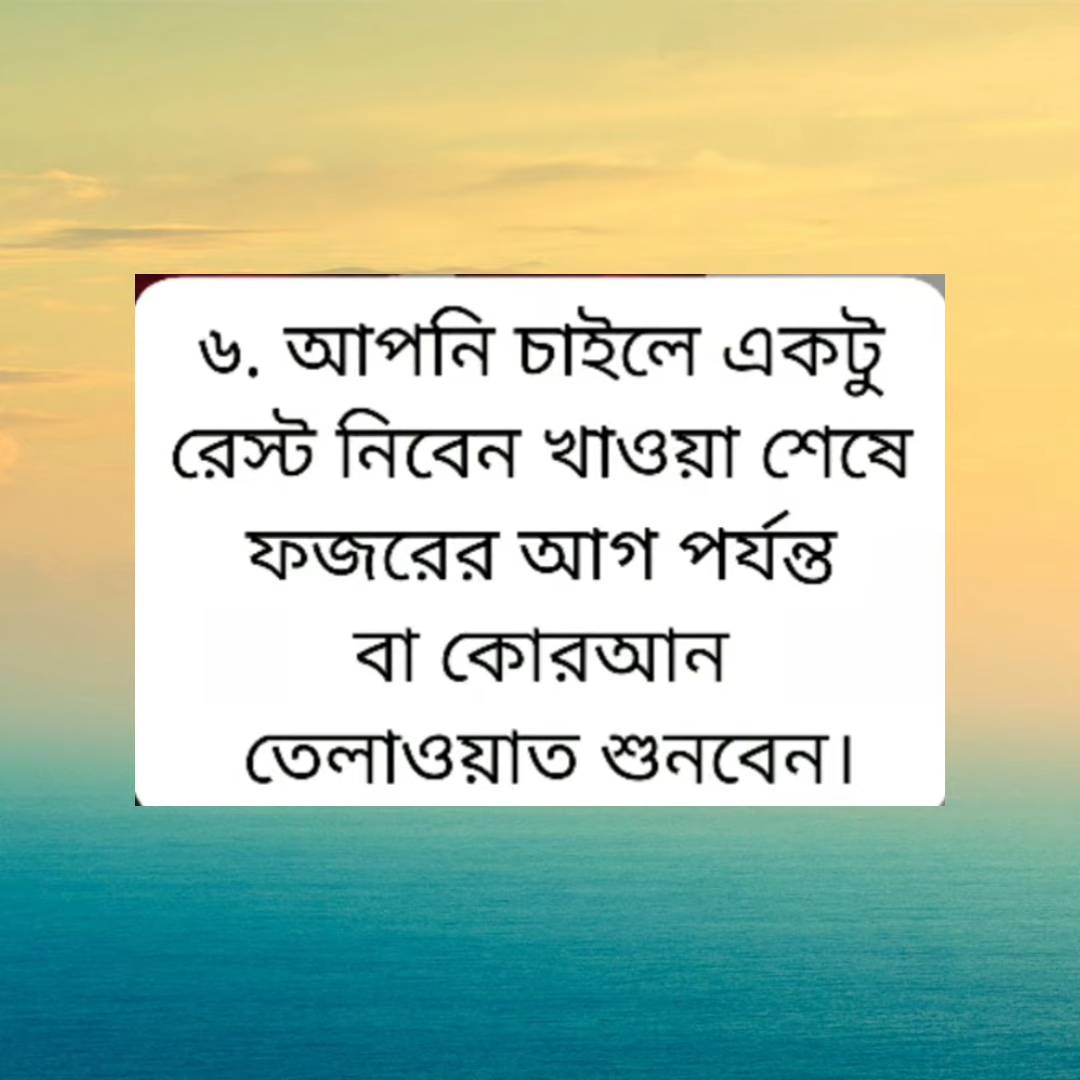 ৬. আপনি চাইলে একটু
রেস্ট নিবেন খাওয়া শেষে
ফজরের আগ পর্যন্ত
বা কোরআন
তেলাওয়াত শুনবেন।